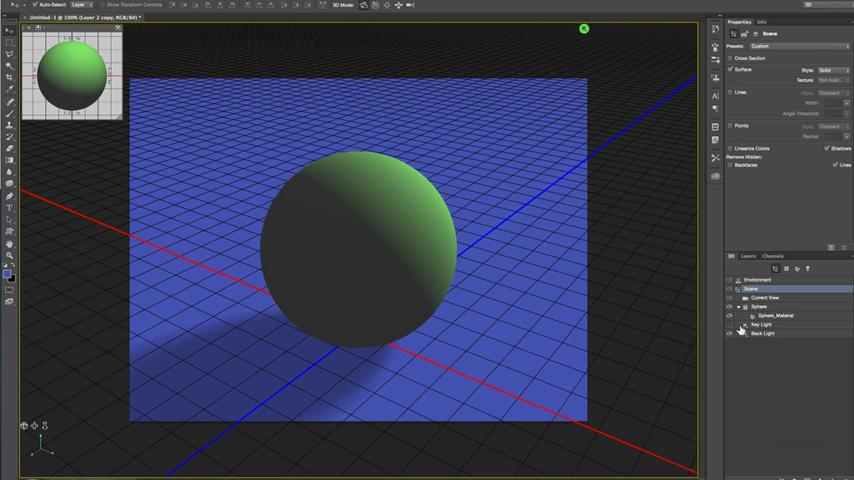 Auto-Select: Layer Show Transform Controls 3D Mode: 3D
Untitled-1 @ 100% (Layer 2 copy, RGB/8*) *
Properties Info
Scene
Presets: Custom
Cross Section
Surface Style: Solid
Texture: Not Avai...
Lines Style: Constant
Width:
Angle Threshold:
Points Style: Constant
Radius:
Linearize Colors Shadows
Remove Hidden:
Backfaces Lines
3D Layers Channels
Environment
Scene
Current View
Sphere
Sphere_Material
Key Light
Back Light